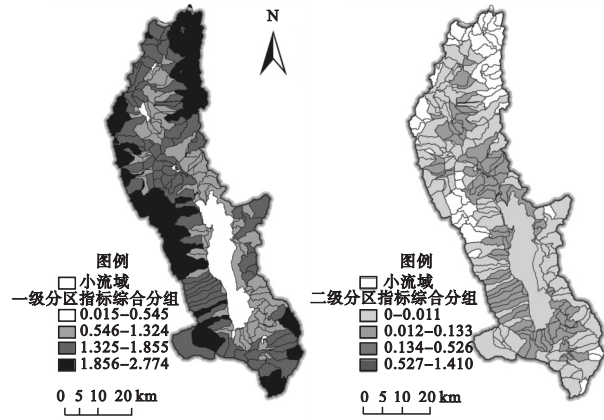 N
图例
小流域
一级分区指标综合分组
0.015-0.545
0.546-1.324
1.325-1.855
1.856-2.774
0 5 10 20 km
图例
小流域
二级分区指标综合分组
0-0.011
0.012-0.133
0.134-0.526
0.527-1.410
0 5 10 20 km